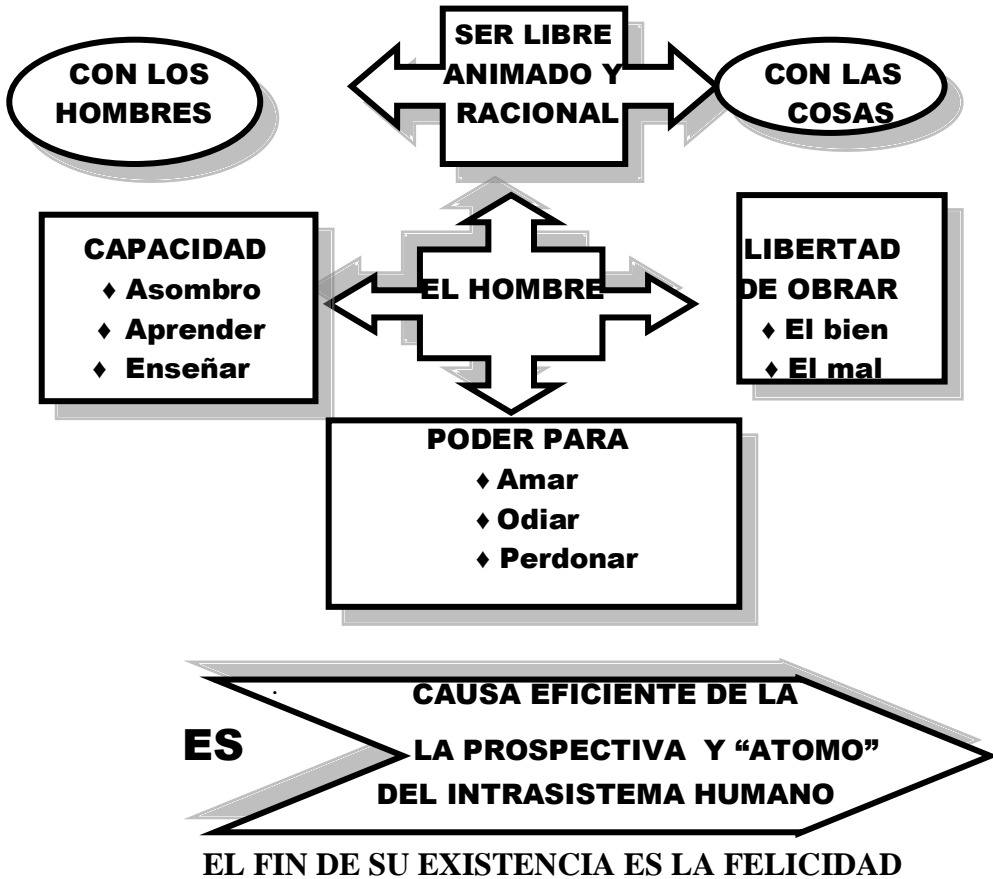 SER LIBRE
ANIMADO Y
RACIONAL
CON LOS
HOMBRES
CON LAS
COSAS
CAPACIDAD
♦ Asombro
♦ Aprender
♦ Enseñar
EL HOMBRE
LIBERTAD
DE OBRAR
♦ El bien
♦ El mal
PODER PARA
♦ Amar
♦ Odiar
♦ Perdonar
ES
CAUSA EFICIENTE DE LA
LA PROSPECTIVA Y “ATOMO”
DEL INTRASISTEMA HUMANO
EL FIN DE SU EXISTENCIA ES LA FELICIDAD